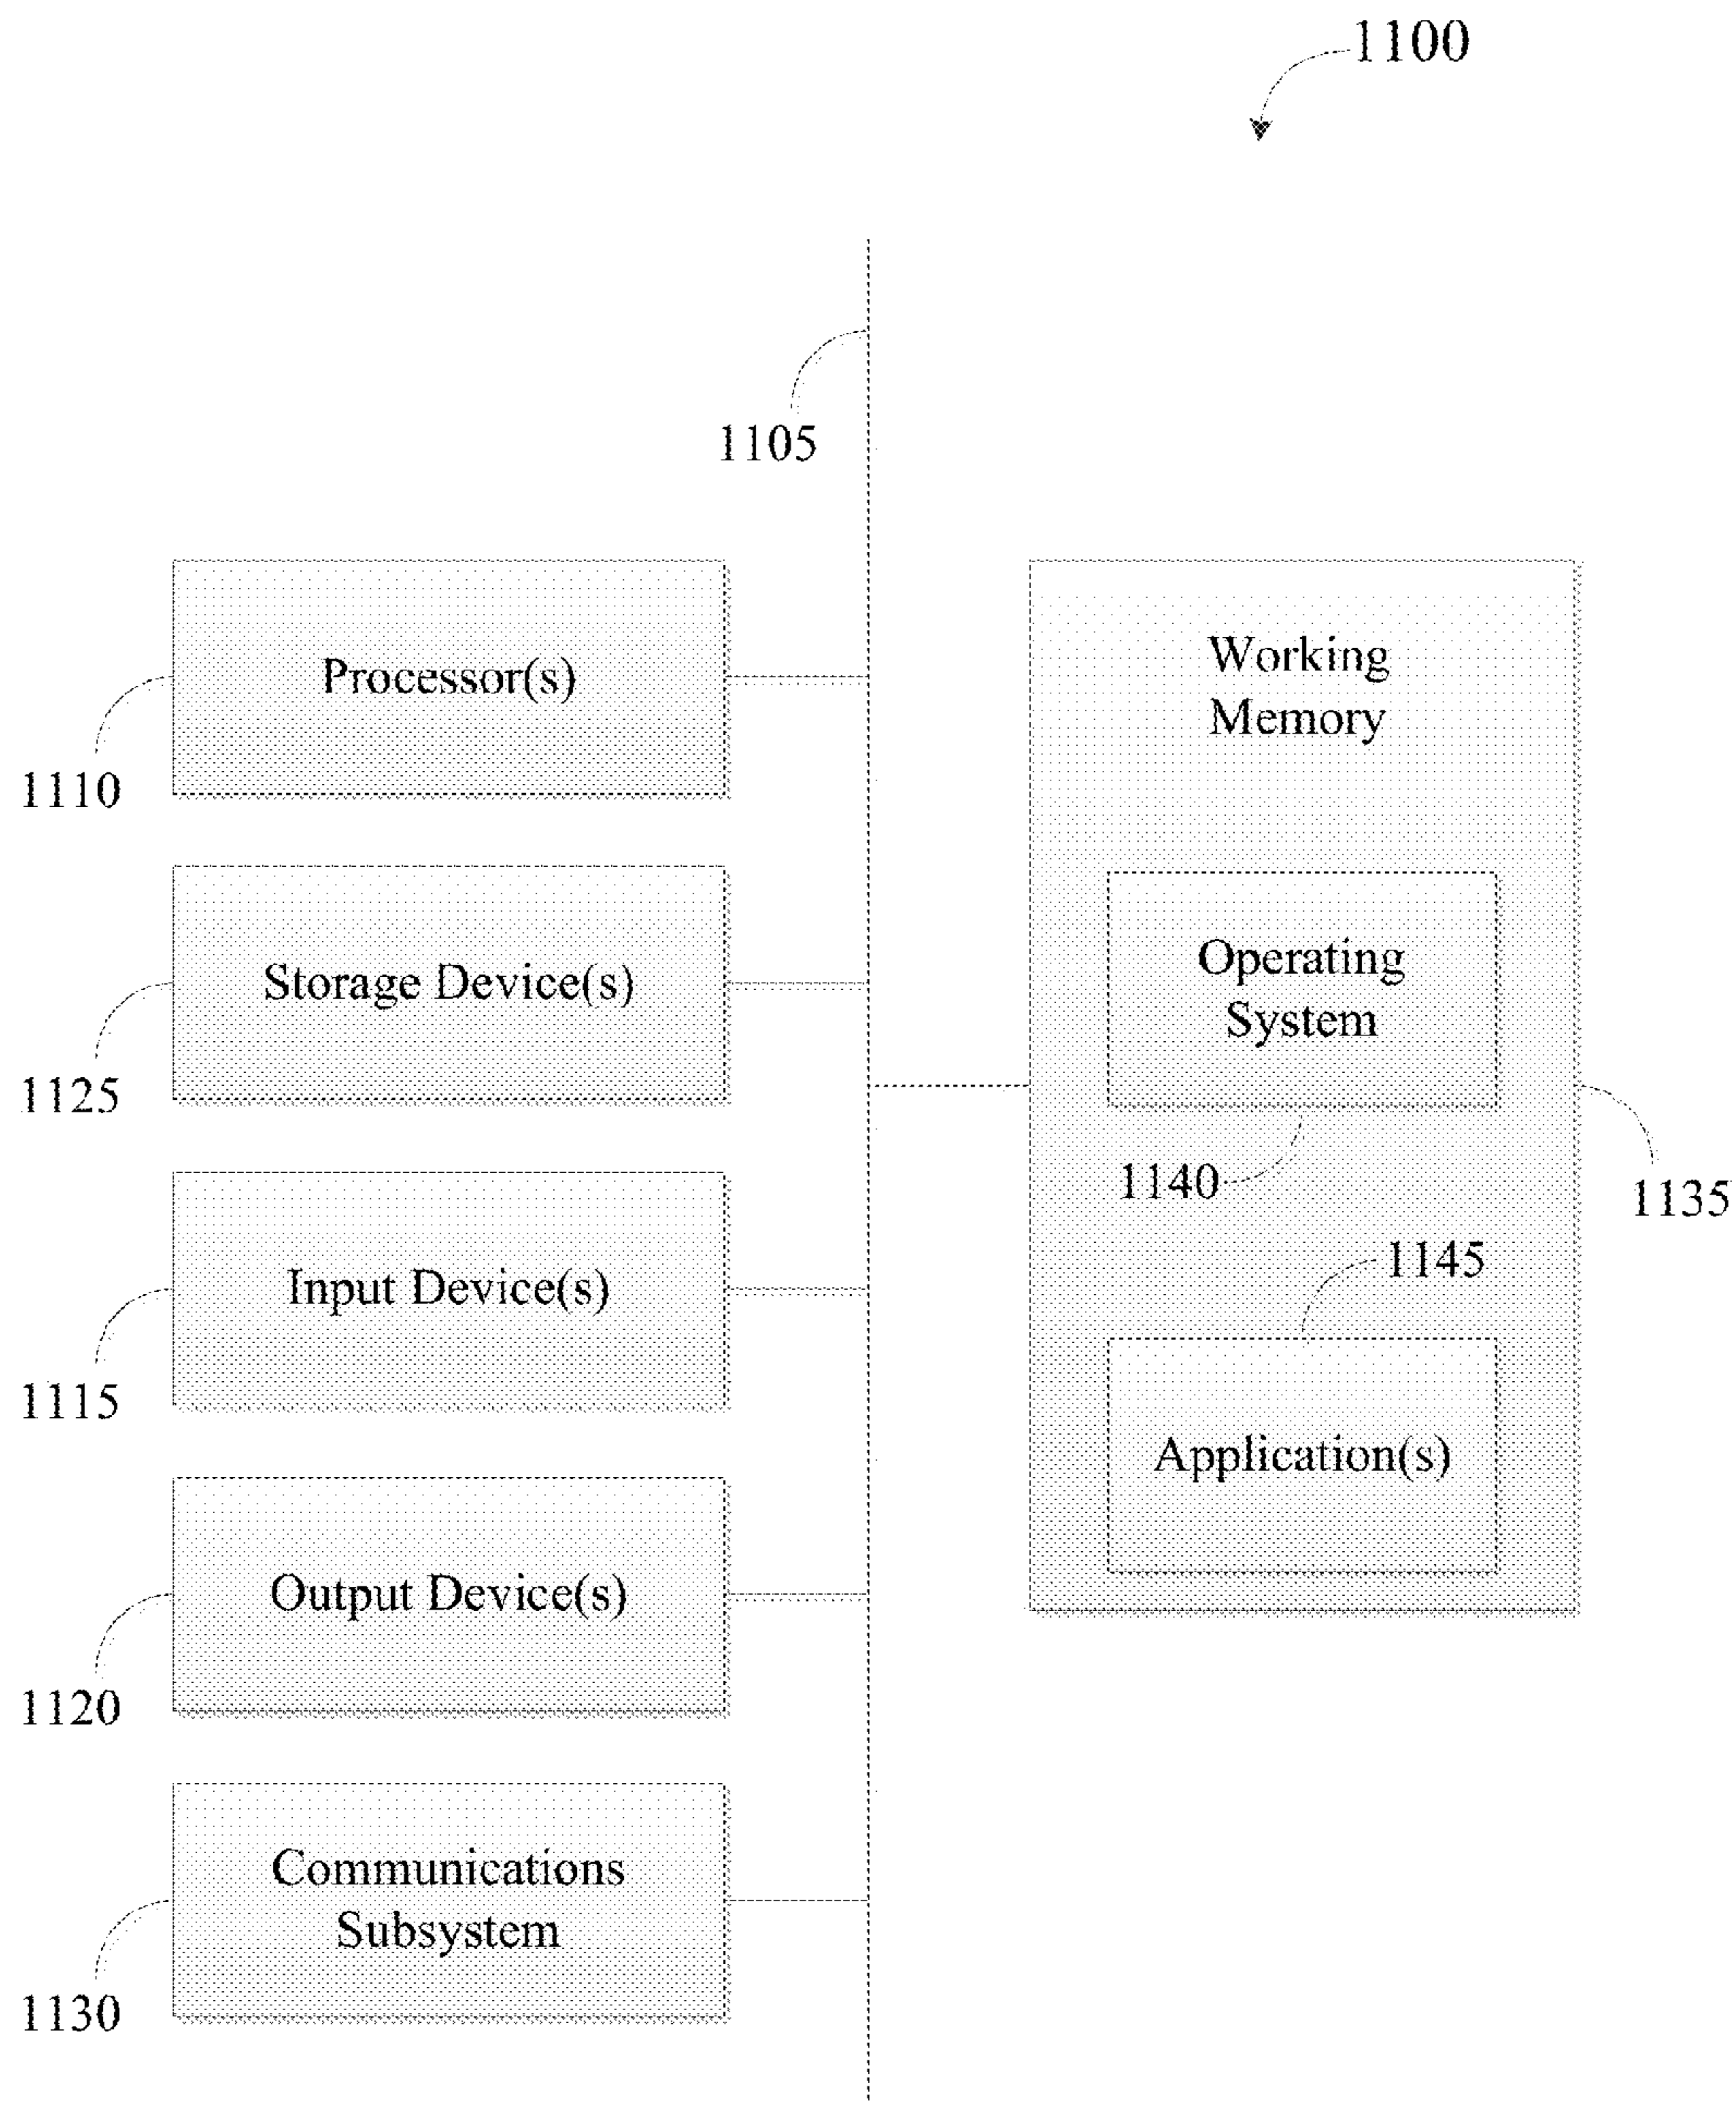 1100
1105
Processor(s)
1110
Storage Device(s)
1125
Input Device(s)
1115
Output Device(s)
1120
Communications
Subsystem
1130
Working
Memory
Operating
System
1140
1135
1145
Application(s)